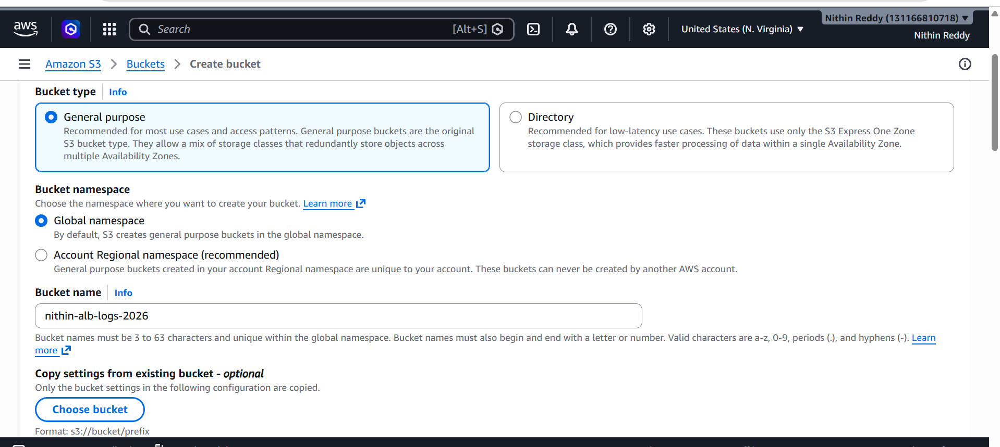 aws
Search [Alt+S]
United States (N. Virginia) ▼
Nithin Reddy (131166810718) ▼
Nithin Reddy
Amazon S3 > Buckets > Create bucket
Bucket type Info
General purpose
Recommended for most use cases and access patterns. General purpose buckets are the original
S3 bucket type. They allow a mix of storage classes that redundantly store objects across
multiple Availability Zones.
Directory
Recommended for low-latency use cases. These buckets use only the S3 Express One Zone
storage class, which provides faster processing of data within a single Availability Zone.
Bucket namespace
Choose the namespace where you want to create your bucket. Learn more
Global namespace
By default, S3 creates general purpose buckets in the global namespace.
Account Regional namespace (recommended)
General purpose buckets created in your account Regional namespace are unique to your account. These buckets can never be created by another AWS account.
Bucket name Info
nithin-alb-logs-2026
Bucket names must be 3 to 63 characters and unique within the global namespace. Bucket names must also begin and end with a letter or number. Valid characters are a-z, 0-9, periods (.), and hyphens (-). Learn
more
Copy settings from existing bucket - optional
Only the bucket settings in the following configuration are copied.
Choose bucket
Format: s3://bucket/prefix